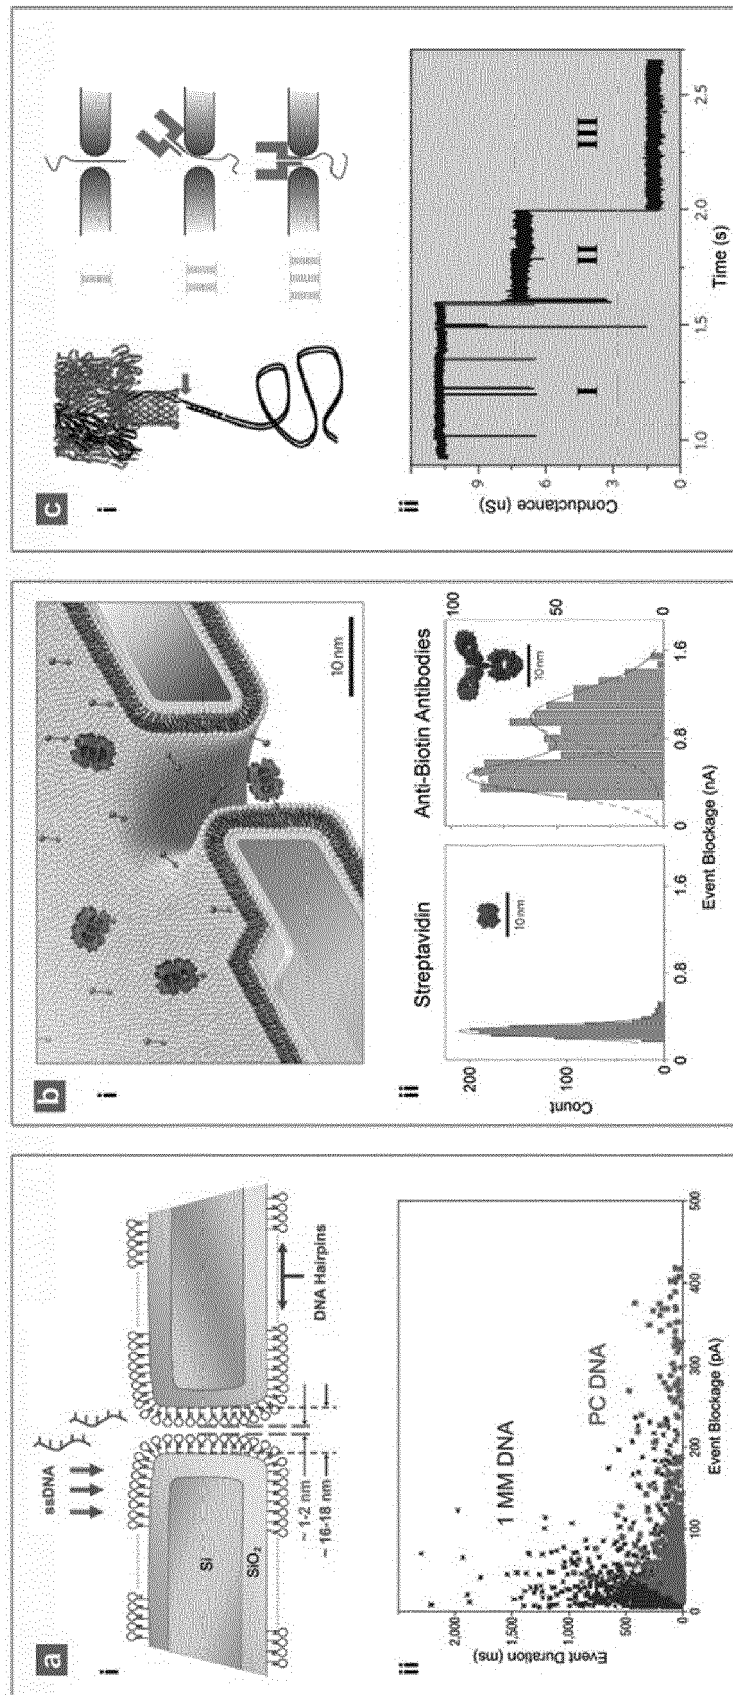 a
i
ssDNA
Si
SiO₂
~ 1-2 nm
~ 16-18 nm
DNA Hairpins
ii
Event Duration (ms)
2,000
1,500
1,000
500
0
1 MM DNA
PC DNA
0
100
200
300
400
500
Event Blockage (pA)
b
i
10 nm
ii
Streptavidin
Anti-Biotin Antibodies
Count
200
100
0
10 nm
10 nm
100
50
0
0
0.8
1.6
0
0.8
1.6
Event Blockage (nA)
c
i
ii
Conductance (nS)
9
6
3
0
I
II
III
1.0
1.5
2.0
2.5
Time (s)